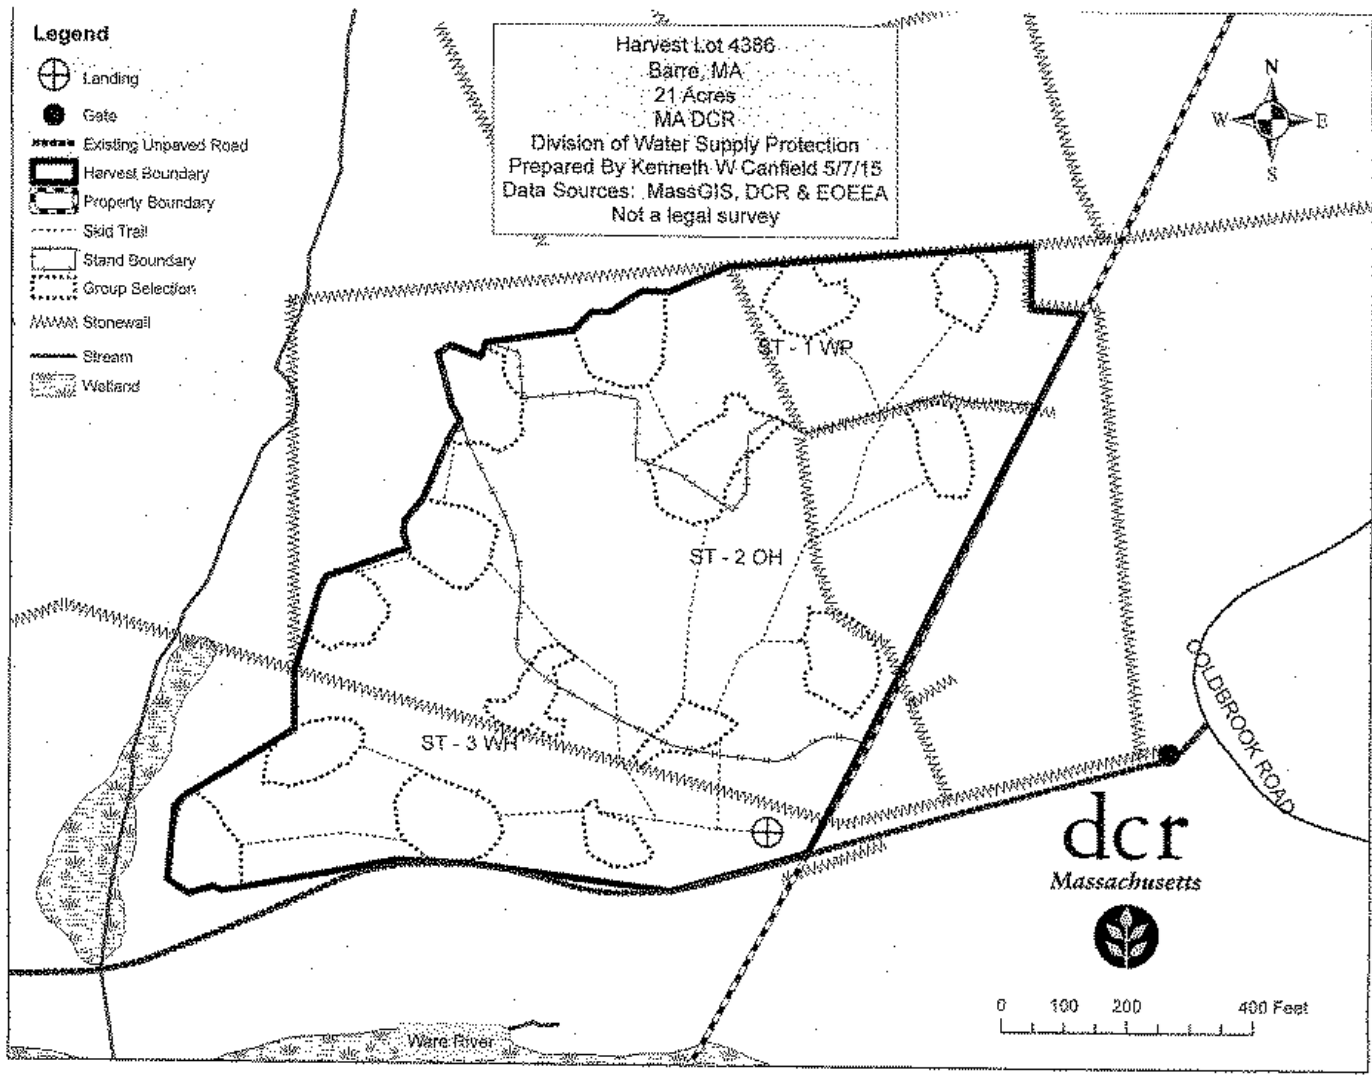 Legend
Landing
Gate
Existing Unpaved Road
Harvest Boundary
Property Boundary
Skid Trail
Stand Boundary
Group Selection
Stonewall
Stream
Wetland
Harvest Lot 4386
Barre, MA
21 Acres
MA DCR
Division of Water Supply Protection
Prepared By Kenneth W Canfield 5/7/15
Data Sources: MassGIS, DCR & EOEEA
Not a legal survey
N
W E
S
ST - 1 WP
ST - 2 OH
ST - 3 WH
COLDBROOK ROAD
dcr
Massachusetts
0 100 200 400 Feet
Ware River